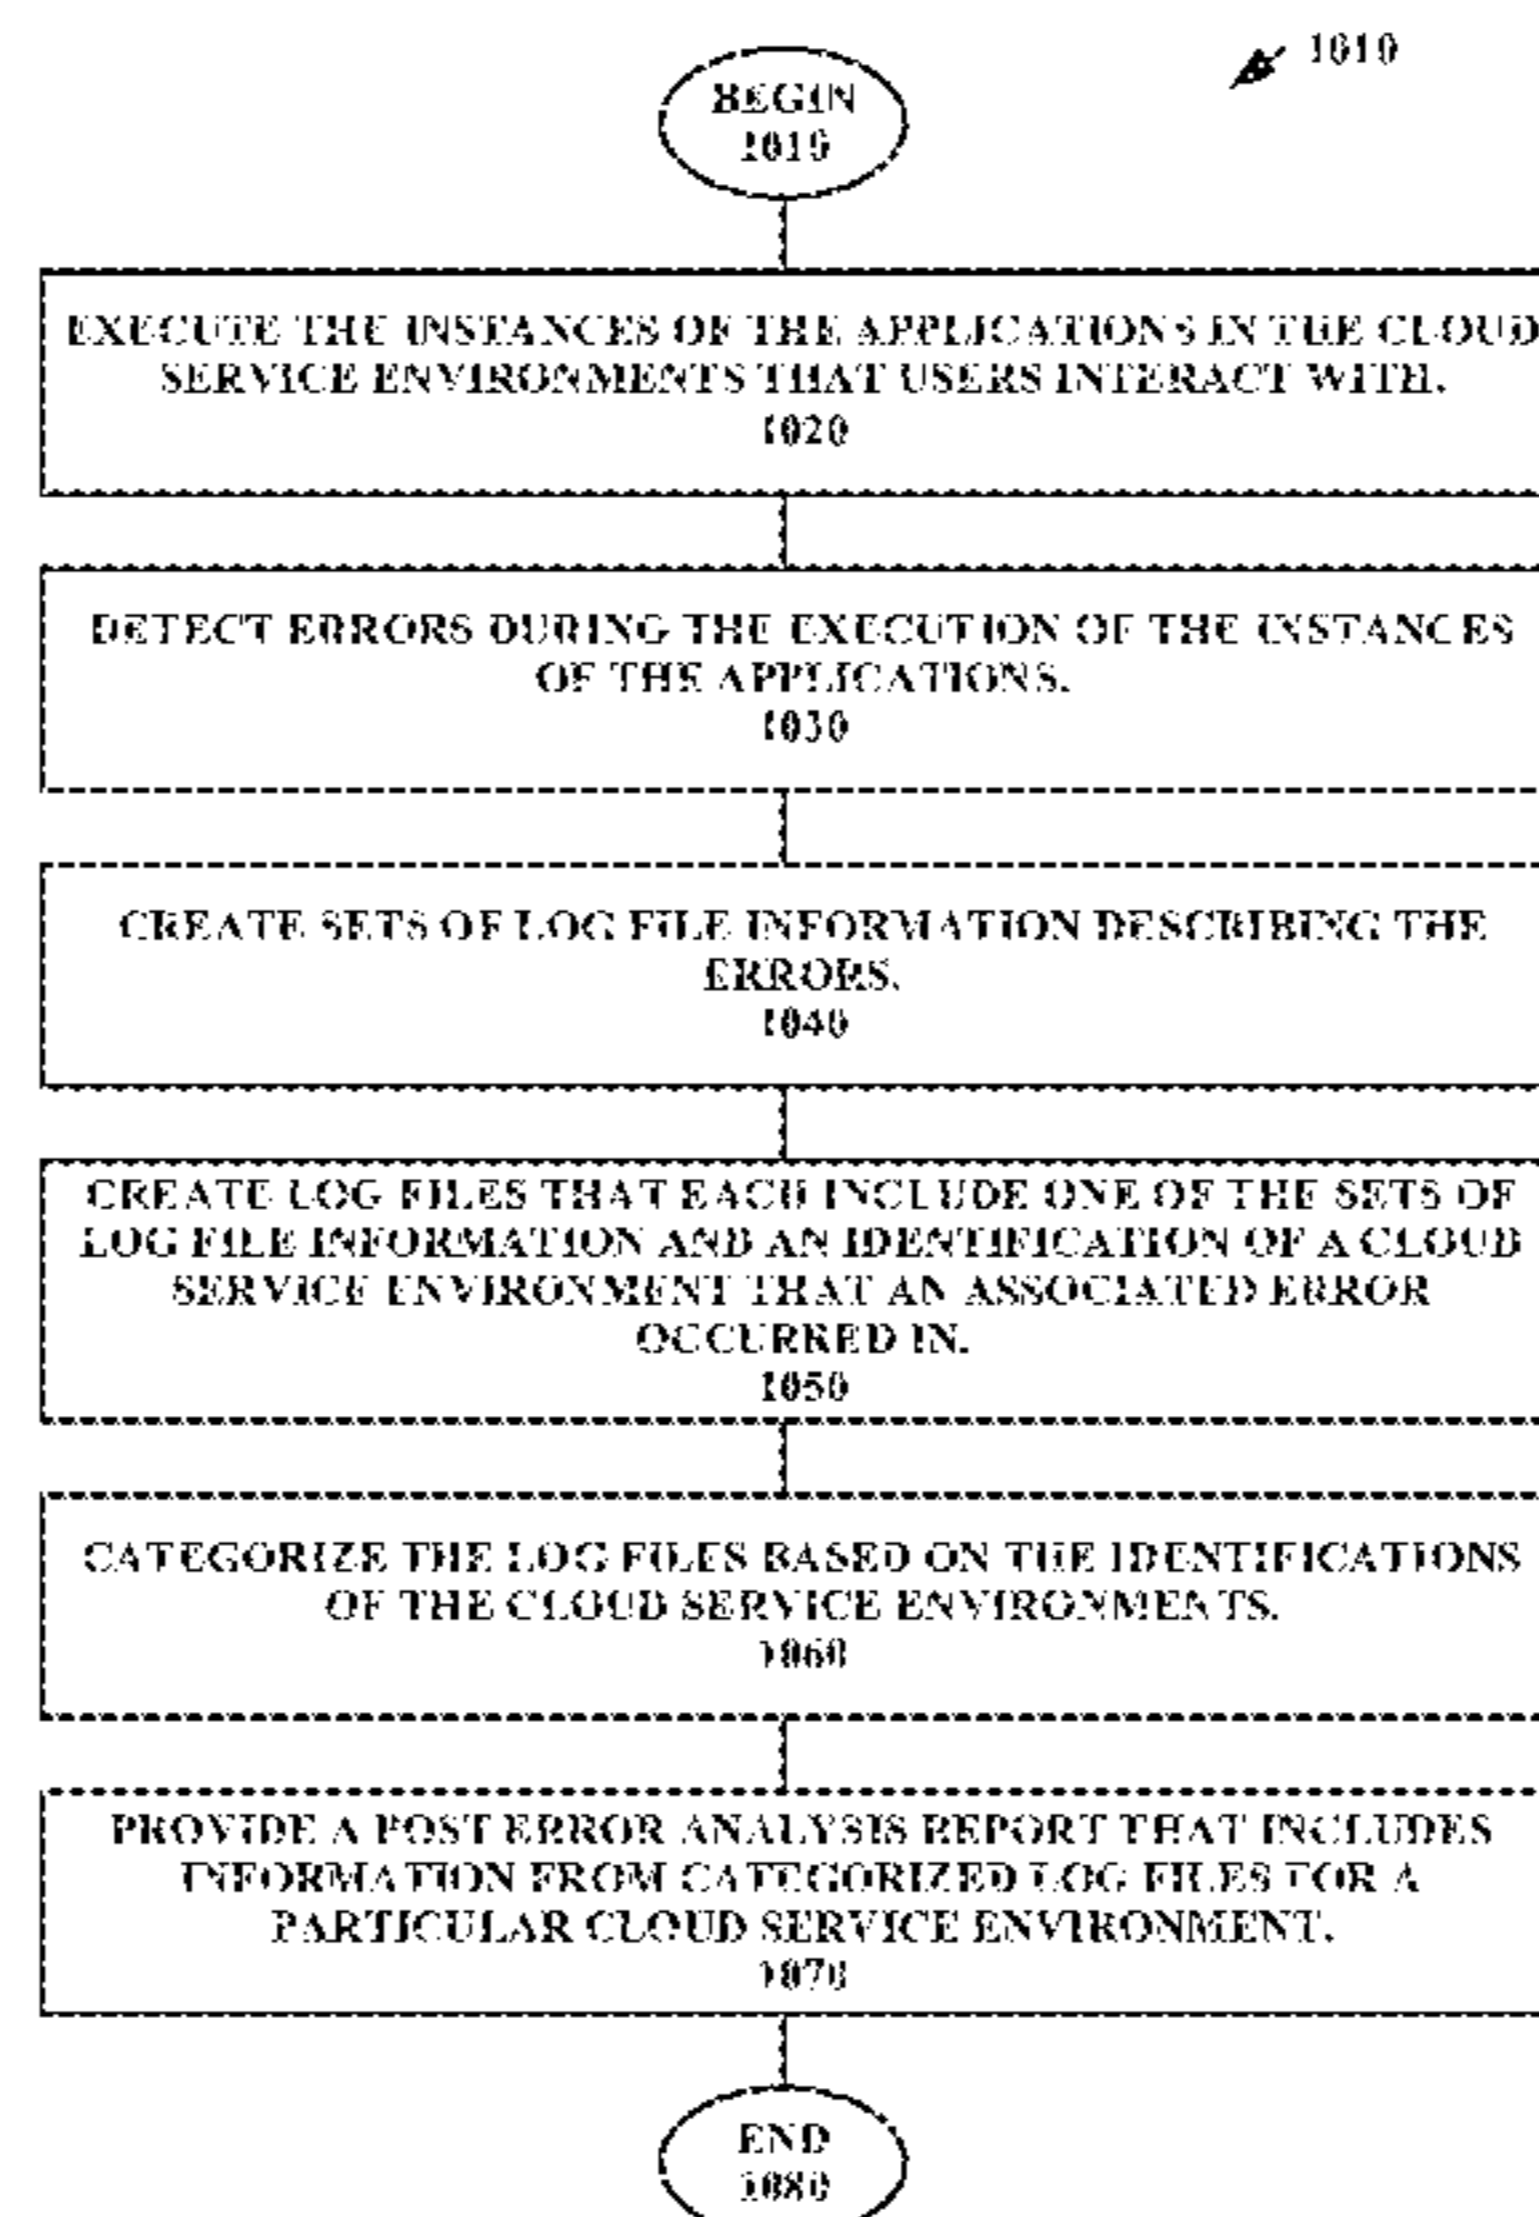 1010
BEGIN
1010
EXECUTE THE INSTANCES OF THE APPLICATIONS IN THE CLOUD
SERVICE ENVIRONMENTS THAT USERS INTERACT WITH.
1020
DETECT ERRORS DURING THE EXECUTION OF THE INSTANCES
OF THE APPLICATIONS.
1030
CREATE SETS OF LOG FILE INFORMATION DESCRIBING THE
ERRORS.
1040
CREATE LOG FILES THAT EACH INCLUDE ONE OF THE SETS OF
LOG FILE INFORMATION AND AN IDENTIFICATION OF A CLOUD
SERVICE ENVIRONMENT THAT AN ASSOCIATED ERROR
OCCURRED IN.
1050
CATEGORIZE THE LOG FILES BASED ON THE IDENTIFICATIONS
OF THE CLOUD SERVICE ENVIRONMENTS.
1060
PROVIDE A POST ERROR ANALYSIS REPORT THAT INCLUDES
INFORMATION FROM CATEGORIZED LOG FILES FOR A
PARTICULAR CLOUD SERVICE ENVIRONMENT.
1070
END
1080